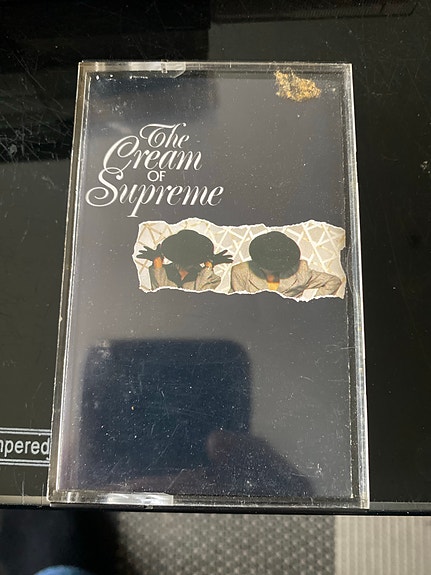 The
Cream
OF
Supreme
mpered